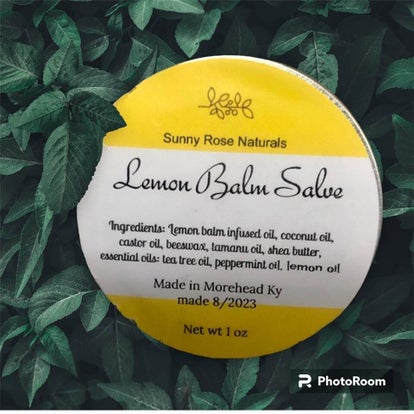 Sunny Rose Naturals
Lemon Balm Salve
Ingredients: Lemon balm infused oil, coconut oil,
castor oil, beeswax, tamanu oil, shea butter,
essential oils: tea tree oil, peppermint oil, lemon oil
Made in Morehead Ky
made 8/2023
Net wt 1 oz
PhotoRoom